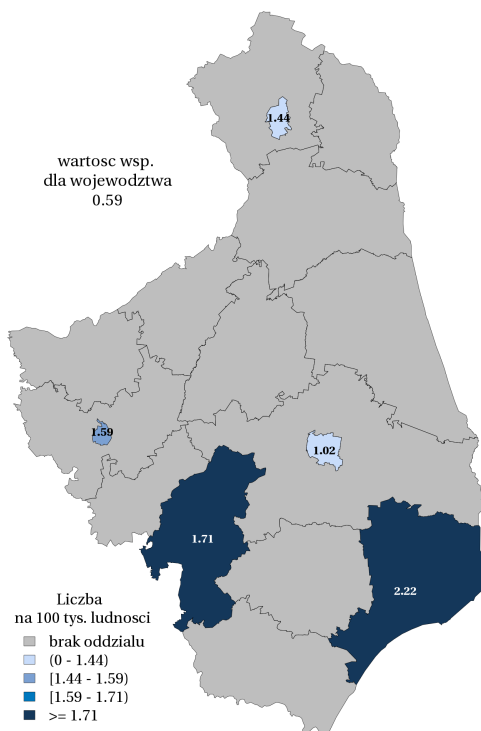 1.44
wartosc wsp.
dla wojewodztwa
0.59
1.59
1.02
1.71
2.22
Liczba
na 100 tys. ludnosci
brak oddzialu
(0 - 1.44)
[1.44 - 1.59)
[1.59 - 1.71)
>= 1.71